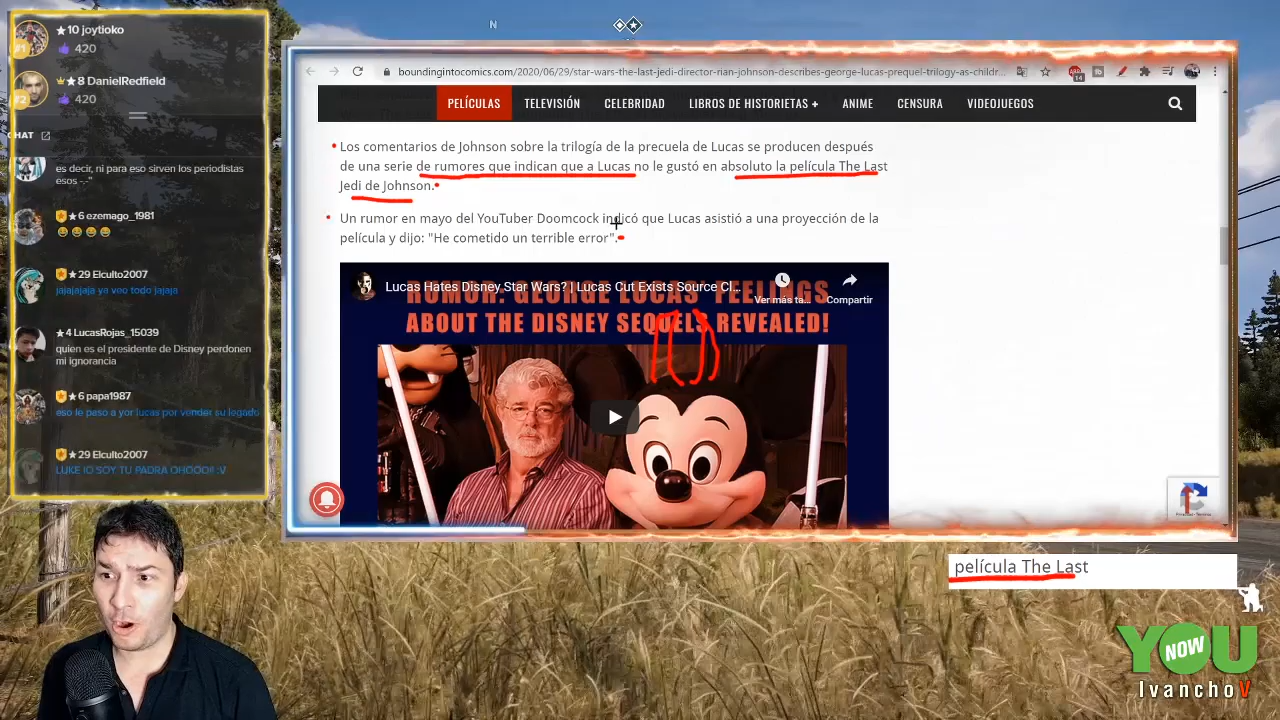 ★10 joytioko
#1
420
★8 DanielRedfield
#2
420
CHAT
es decir, ni para eso sirven los periodistas
esos -.-"
★6 ezemago_1981
★29 Elculto2007
jajajajaja ya veo todo jajaja
★4 LucasRojas_15039
quien es el presidente de Disney perdonen
mi ignorancia
★6 papa1987
eso le paso a yor lucas por vender su legado
★29 Elculto2007
LUKE IO SOY TU PADRA OHOOO!! :V
N
boundingintocomics.com/2020/06/29/star-wars-the-last-jedi-director-rian-johnson-describes-george-lucas-prequel-trilogy-as-childr...
14
PELÍCULAS TELEVISIÓN CELEBRIDAD LIBROS DE HISTORIETAS + ANIME CENSURA VIDEOJUEGOS
Los comentarios de Johnson sobre la trilogía de la precuela de Lucas se producen después
de una serie de rumores que indican que a Lucas no le gustó en absoluto la película The Last
Jedi de Johnson.
Un rumor en mayo del YouTuber Doomcock indicó que Lucas asistió a una proyección de la
película y dijo: "He cometido un terrible error".
Lucas Hates Disney Star Wars? | Lucas Cut Exists Source Cl...
Ver más ta...
Compartir
RUMOR: GEORGE LUCAS' FEELINGS
ABOUT THE DISNEY SEQUELS REVEALED!
película The Last
YOU
NOW
IvanchoV